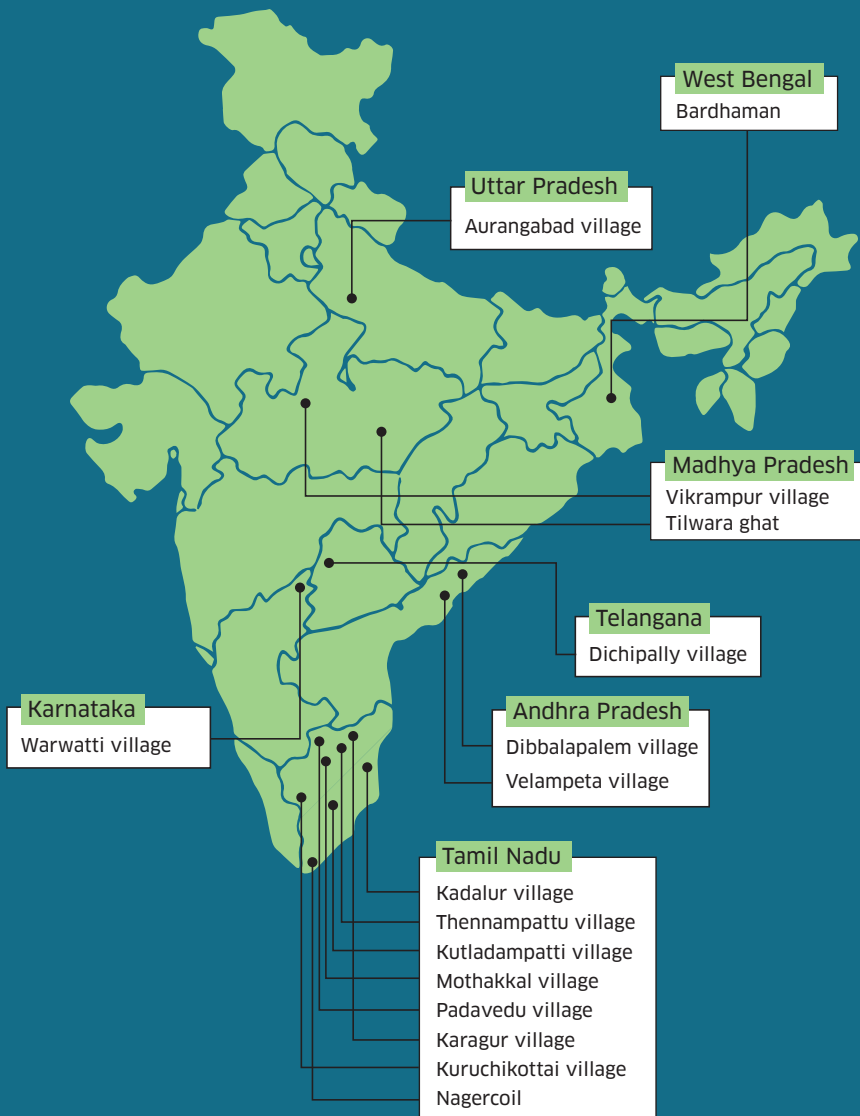 West Bengal
Bardhaman
Uttar Pradesh
Aurangabad village
Madhya Pradesh
Vikrampur village
Tilwara ghat
Telangana
Dichipally village
Karnataka
Warwatti village
Andhra Pradesh
Dibbalapalem village
Velampeta village
Tamil Nadu
Kadalur village
Thennampattu village
Kutladampatti village
Mothakkal village
Padavedu village
Karagur village
Kuruchikottai village
Nagercoil